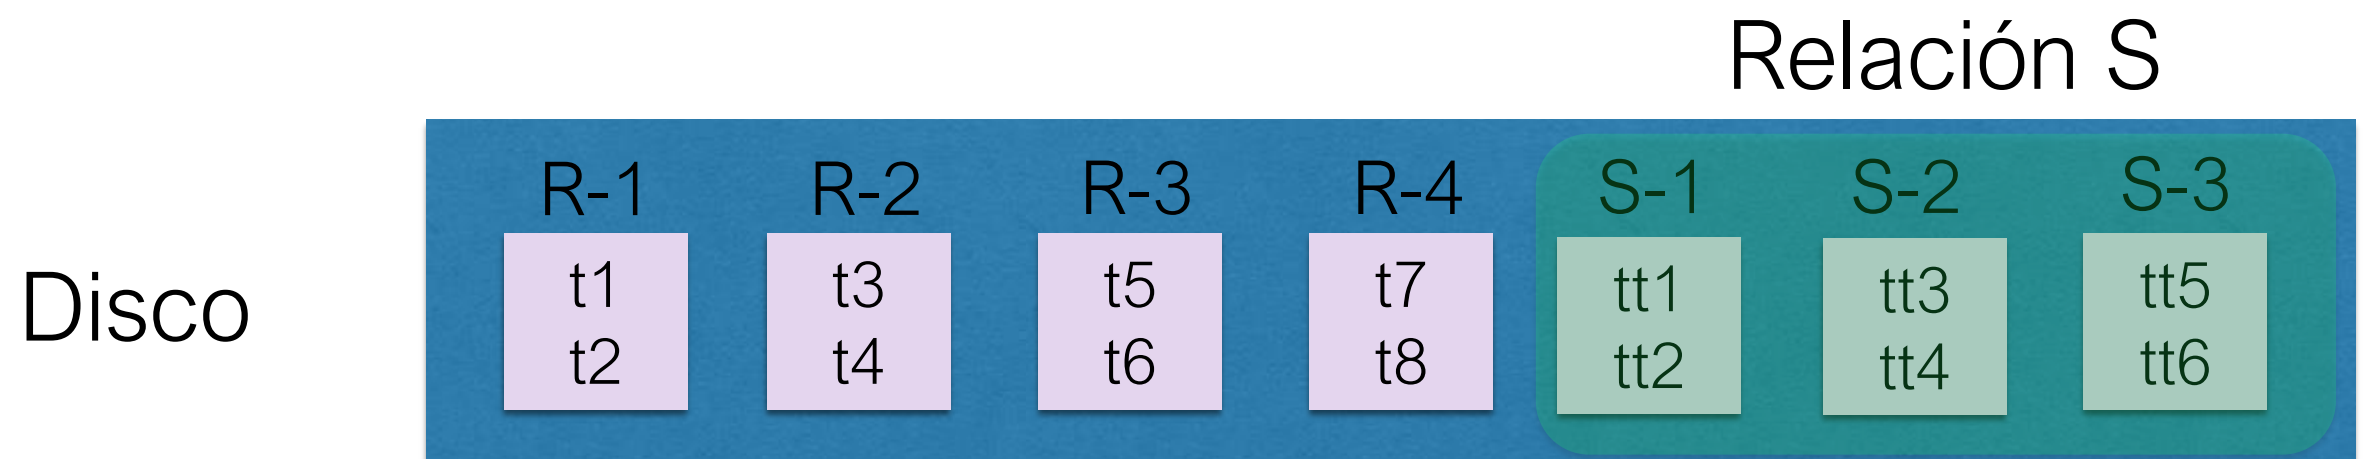 Relación S
Disco
R-1 R-2 R-3 R-4 S-1 S-2 S-3
t1 t3 t5 t7 tt1 tt3 tt5
t2 t4 t6 t8 tt2 tt4 tt6